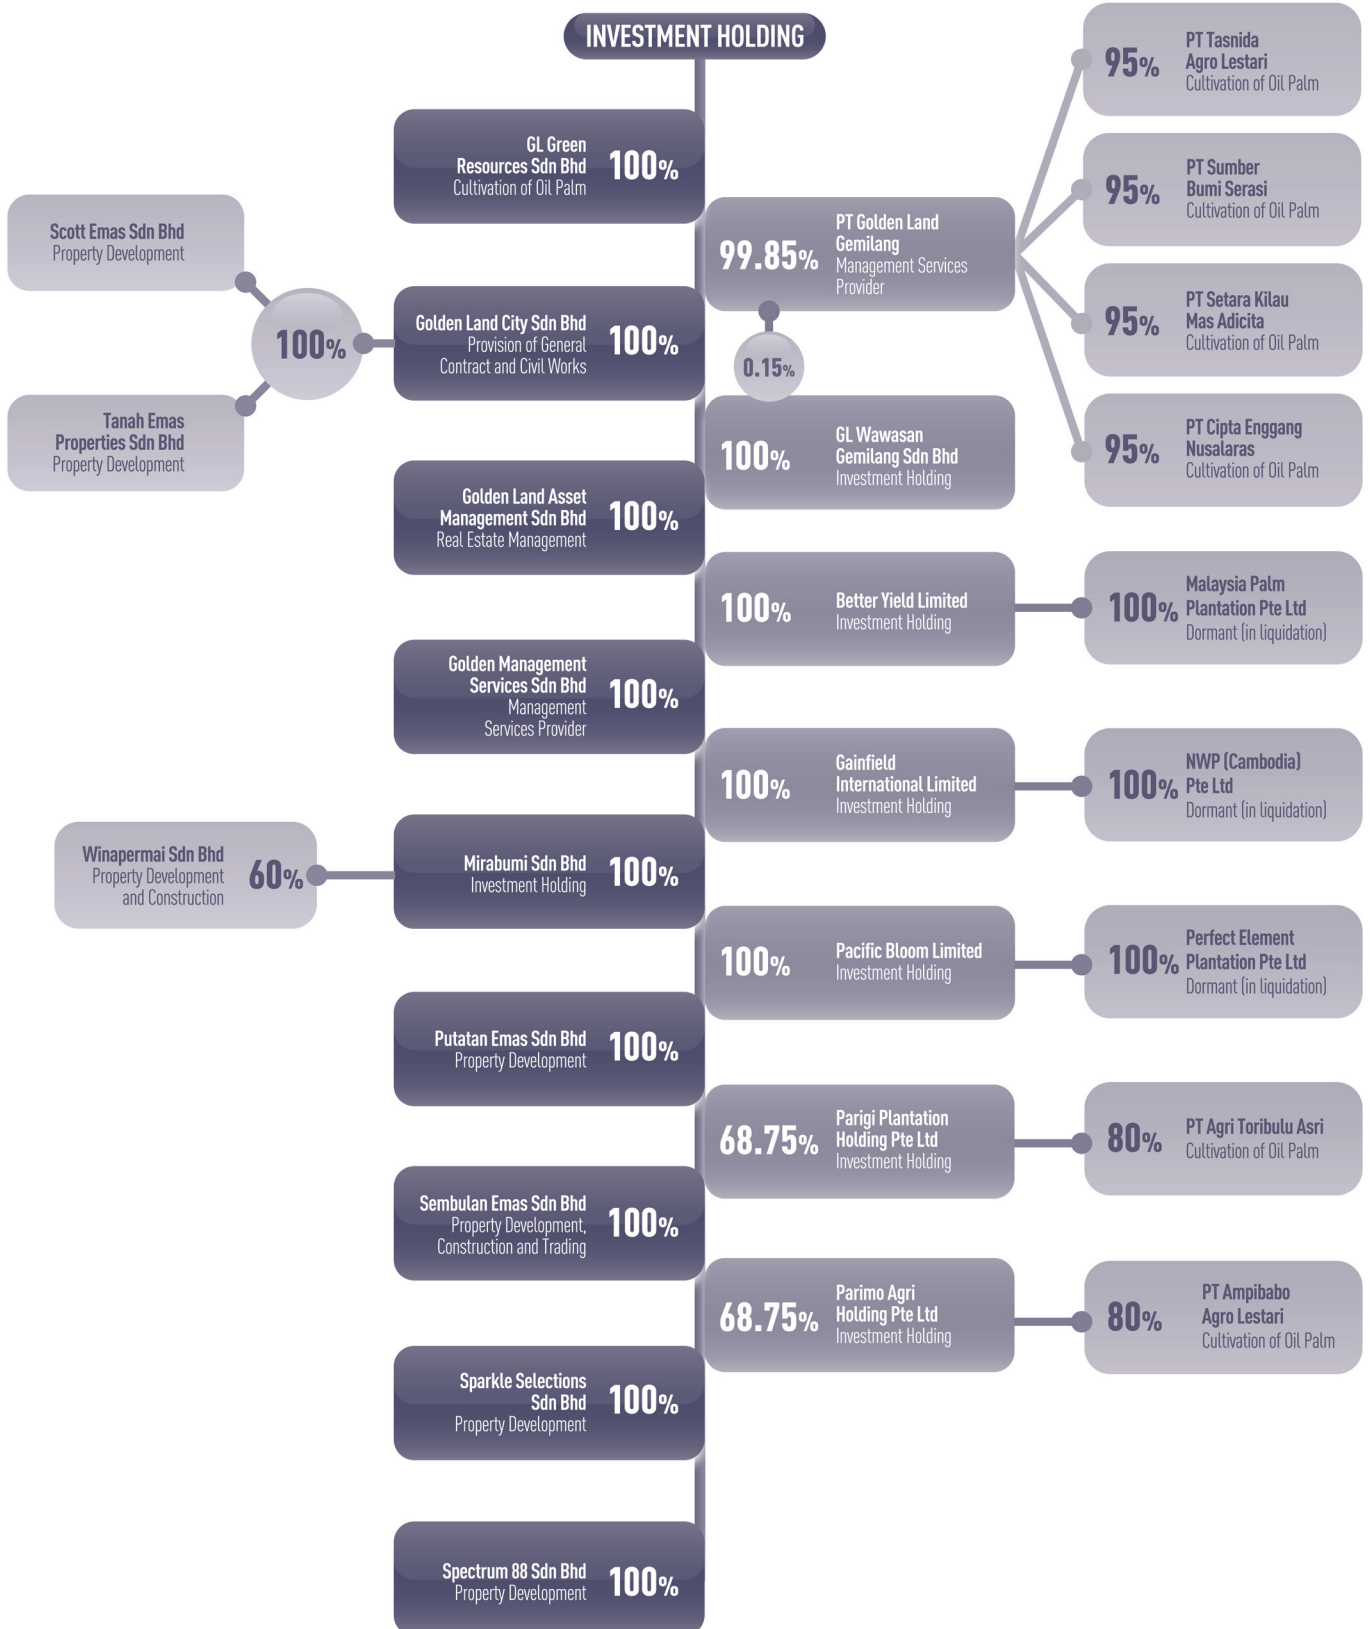 INVESTMENT HOLDING
GL Green
Resources Sdn Bhd
Cultivation of Oil Palm
100%
Scott Emas Sdn Bhd
Property Development
Tanah Emas
Properties Sdn Bhd
Property Development
100%
Golden Land City Sdn Bhd
Provision of General
Contract and Civil Works
100%
Golden Land Asset
Management Sdn Bhd
Real Estate Management
100%
Golden Management
Services Sdn Bhd
Management
Services Provider
100%
Winapermai Sdn Bhd
Property Development
and Construction
60%
Mirabumi Sdn Bhd
Investment Holding
100%
Putatan Emas Sdn Bhd
Property Development
100%
Sembulan Emas Sdn Bhd
Property Development,
Construction and Trading
100%
Sparkle Selections
Sdn Bhd
Property Development
100%
Spectrum 88 Sdn Bhd
Property Development
100%
99.85%
PT Golden Land
Gemilang
Management Services
Provider
0.15%
100%
GL Wawasan
Gemilang Sdn Bhd
Investment Holding
100%
Better Yield Limited
Investment Holding
100%
Gainfield
International Limited
Investment Holding
100%
Pacific Bloom Limited
Investment Holding
68.75%
Parigi Plantation
Holding Pte Ltd
Investment Holding
68.75%
Parimo Agri
Holding Pte Ltd
Investment Holding
95%
PT Tasnida
Agro Lestari
Cultivation of Oil Palm
95%
PT Sumber
Bumi Serasi
Cultivation of Oil Palm
95%
PT Setara Kilau
Mas Adicita
Cultivation of Oil Palm
95%
PT Cipta Enggang
Nusalaras
Cultivation of Oil Palm
100%
Malaysia Palm
Plantation Pte Ltd
Dormant (in liquidation)
100%
NWP (Cambodia)
Pte Ltd
Dormant (in liquidation)
100%
Perfect Element
Plantation Pte Ltd
Dormant (in liquidation)
80%
PT Agri Toribulu Asri
Cultivation of Oil Palm
80%
PT Ampibabo
Agro Lestari
Cultivation of Oil Palm